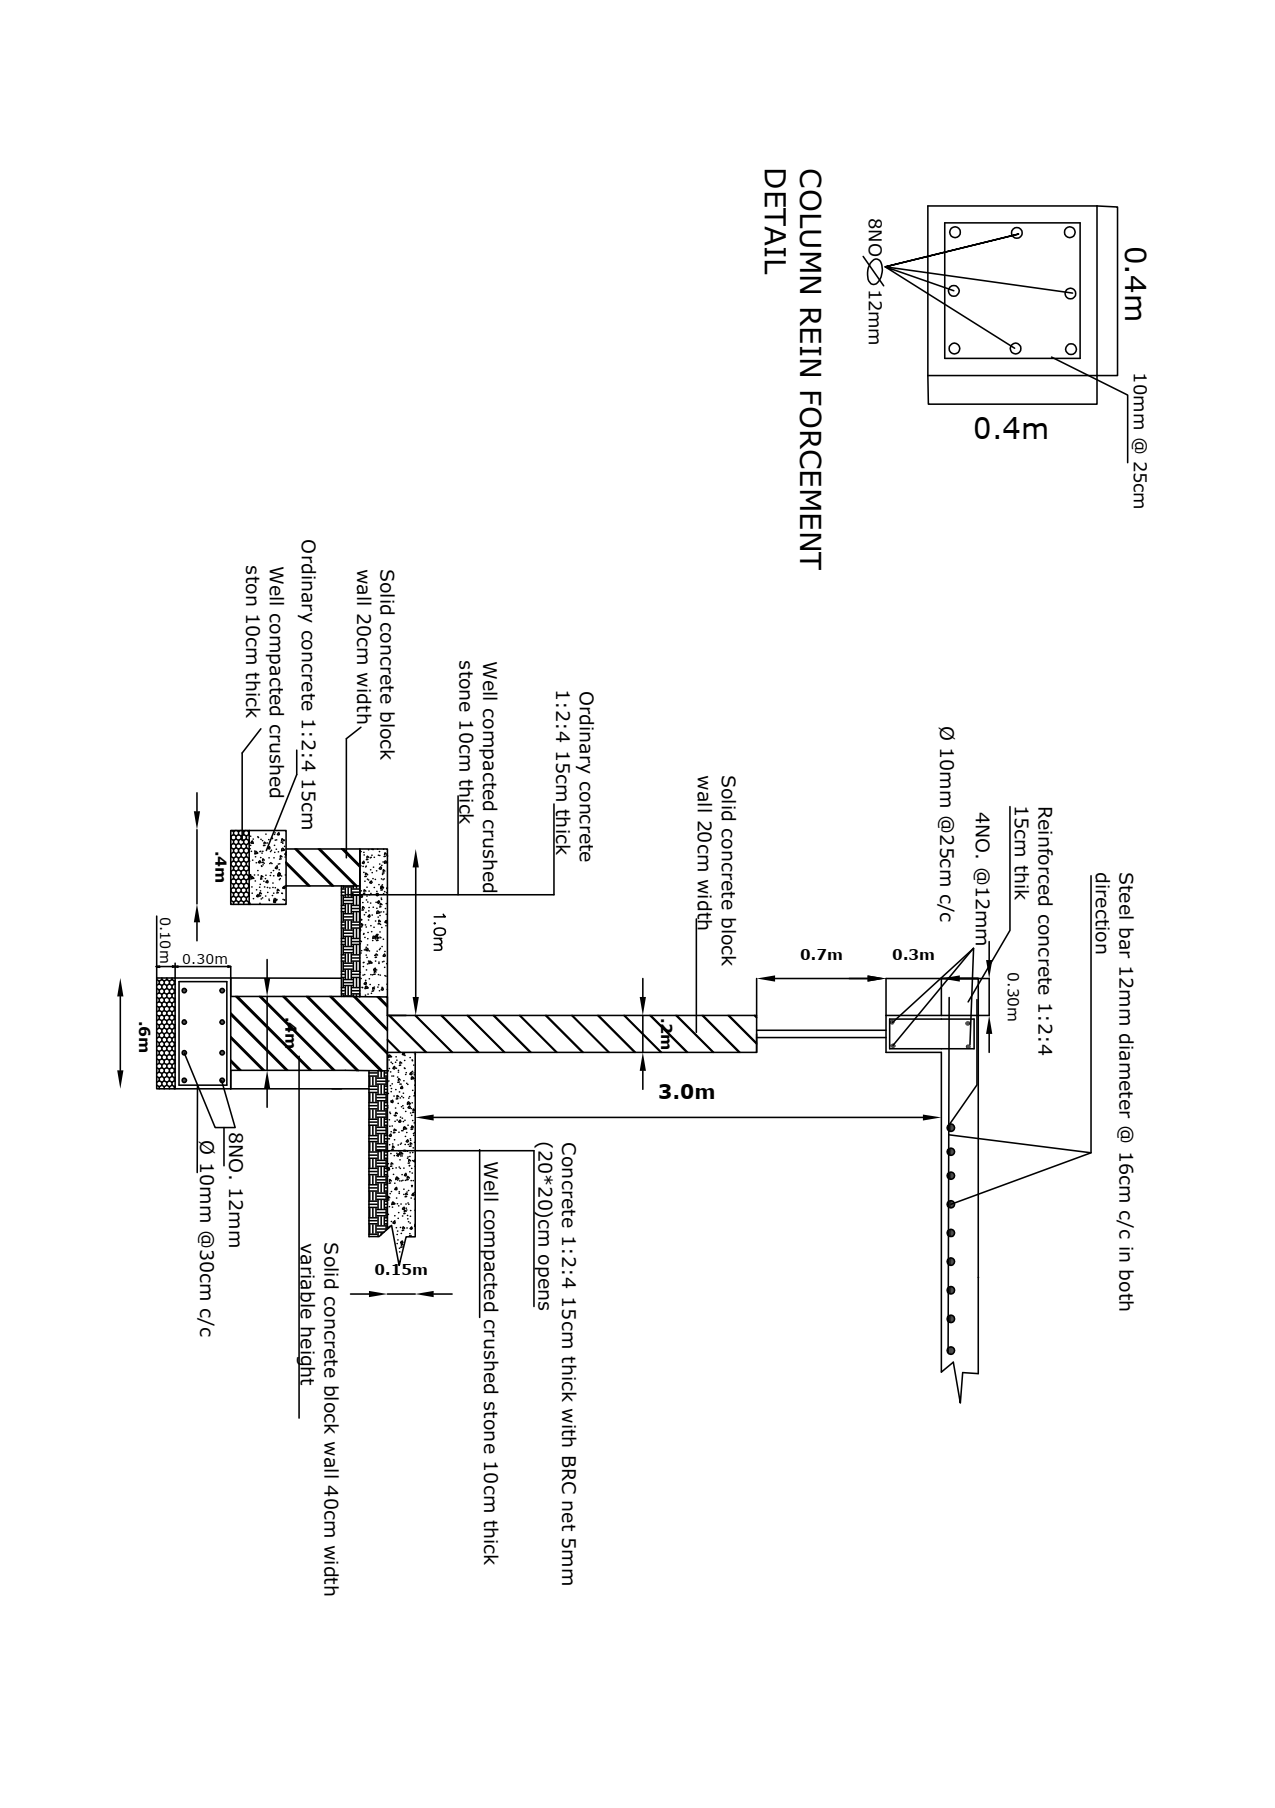 0.4m
10mm @ 25cm
0.4m
8NOØ12mm
COLUMN REIN FORCEMENT
DETAIL
Steel bar 12mm diameter @ 16cm c/c in both
direction
Reinforced concrete 1:2:4
15cm thik
4NO. @12mm
Ø 10mm @25cm c/c
0.30m
0.3m
0.7m
Solid concrete block
wall 20cm width
.2m
3.0m
Ordinary concrete
1:2:4 15cm thick
Well compacted crushed
stone 10cm thick
1.0m
Solid concrete block
wall 20cm width
Ordinary concrete 1:2:4 15cm
Well compacted crushed
ston 10cm thick
.4m
0.10m
0.30m
.4m
.6m
Concrete 1:2:4 15cm thick with BRC net 5mm
(20*20)cm opens
Well compacted crushed stone 10cm thick
0.15m
Solid concrete block wall 40cm width
variable height
8NO. 12mm
Ø 10mm @30cm c/c